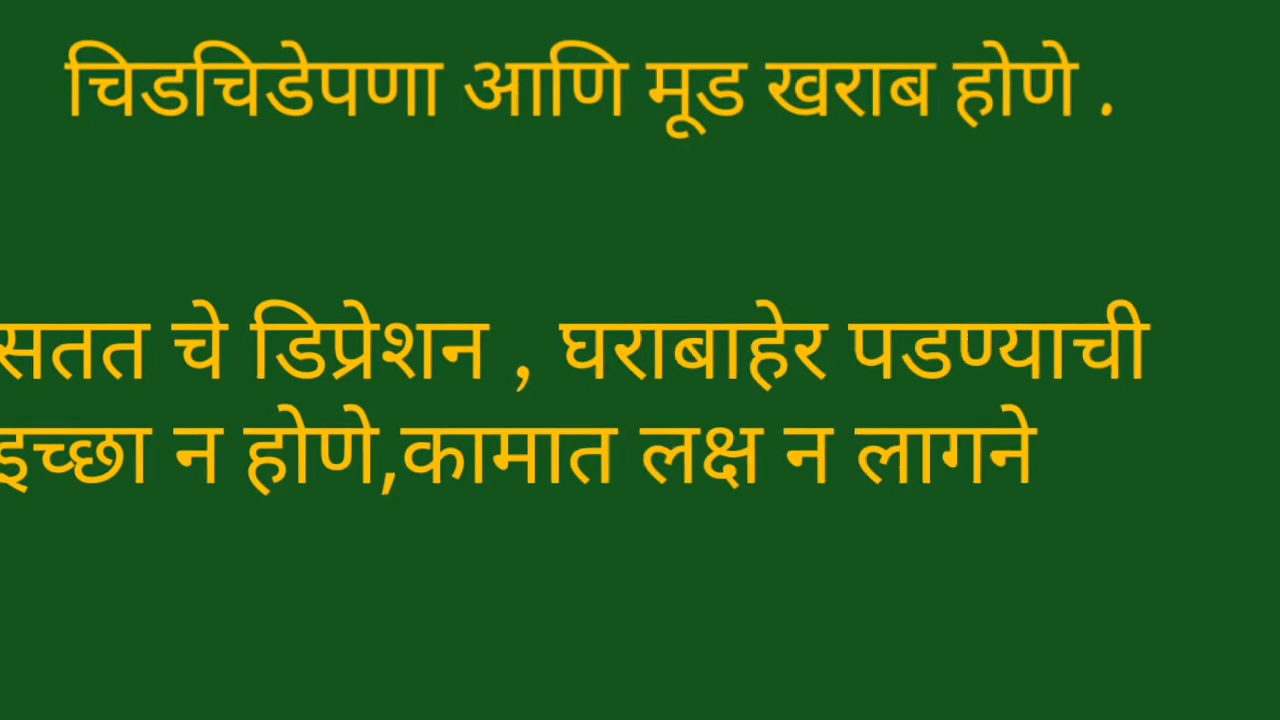 चिडचिडेपणा आणि मूड खराब होणे .
सतत चे डिप्रेशन , घराबाहेर पडण्याची
इच्छा न होणे,कामात लक्ष न लागने